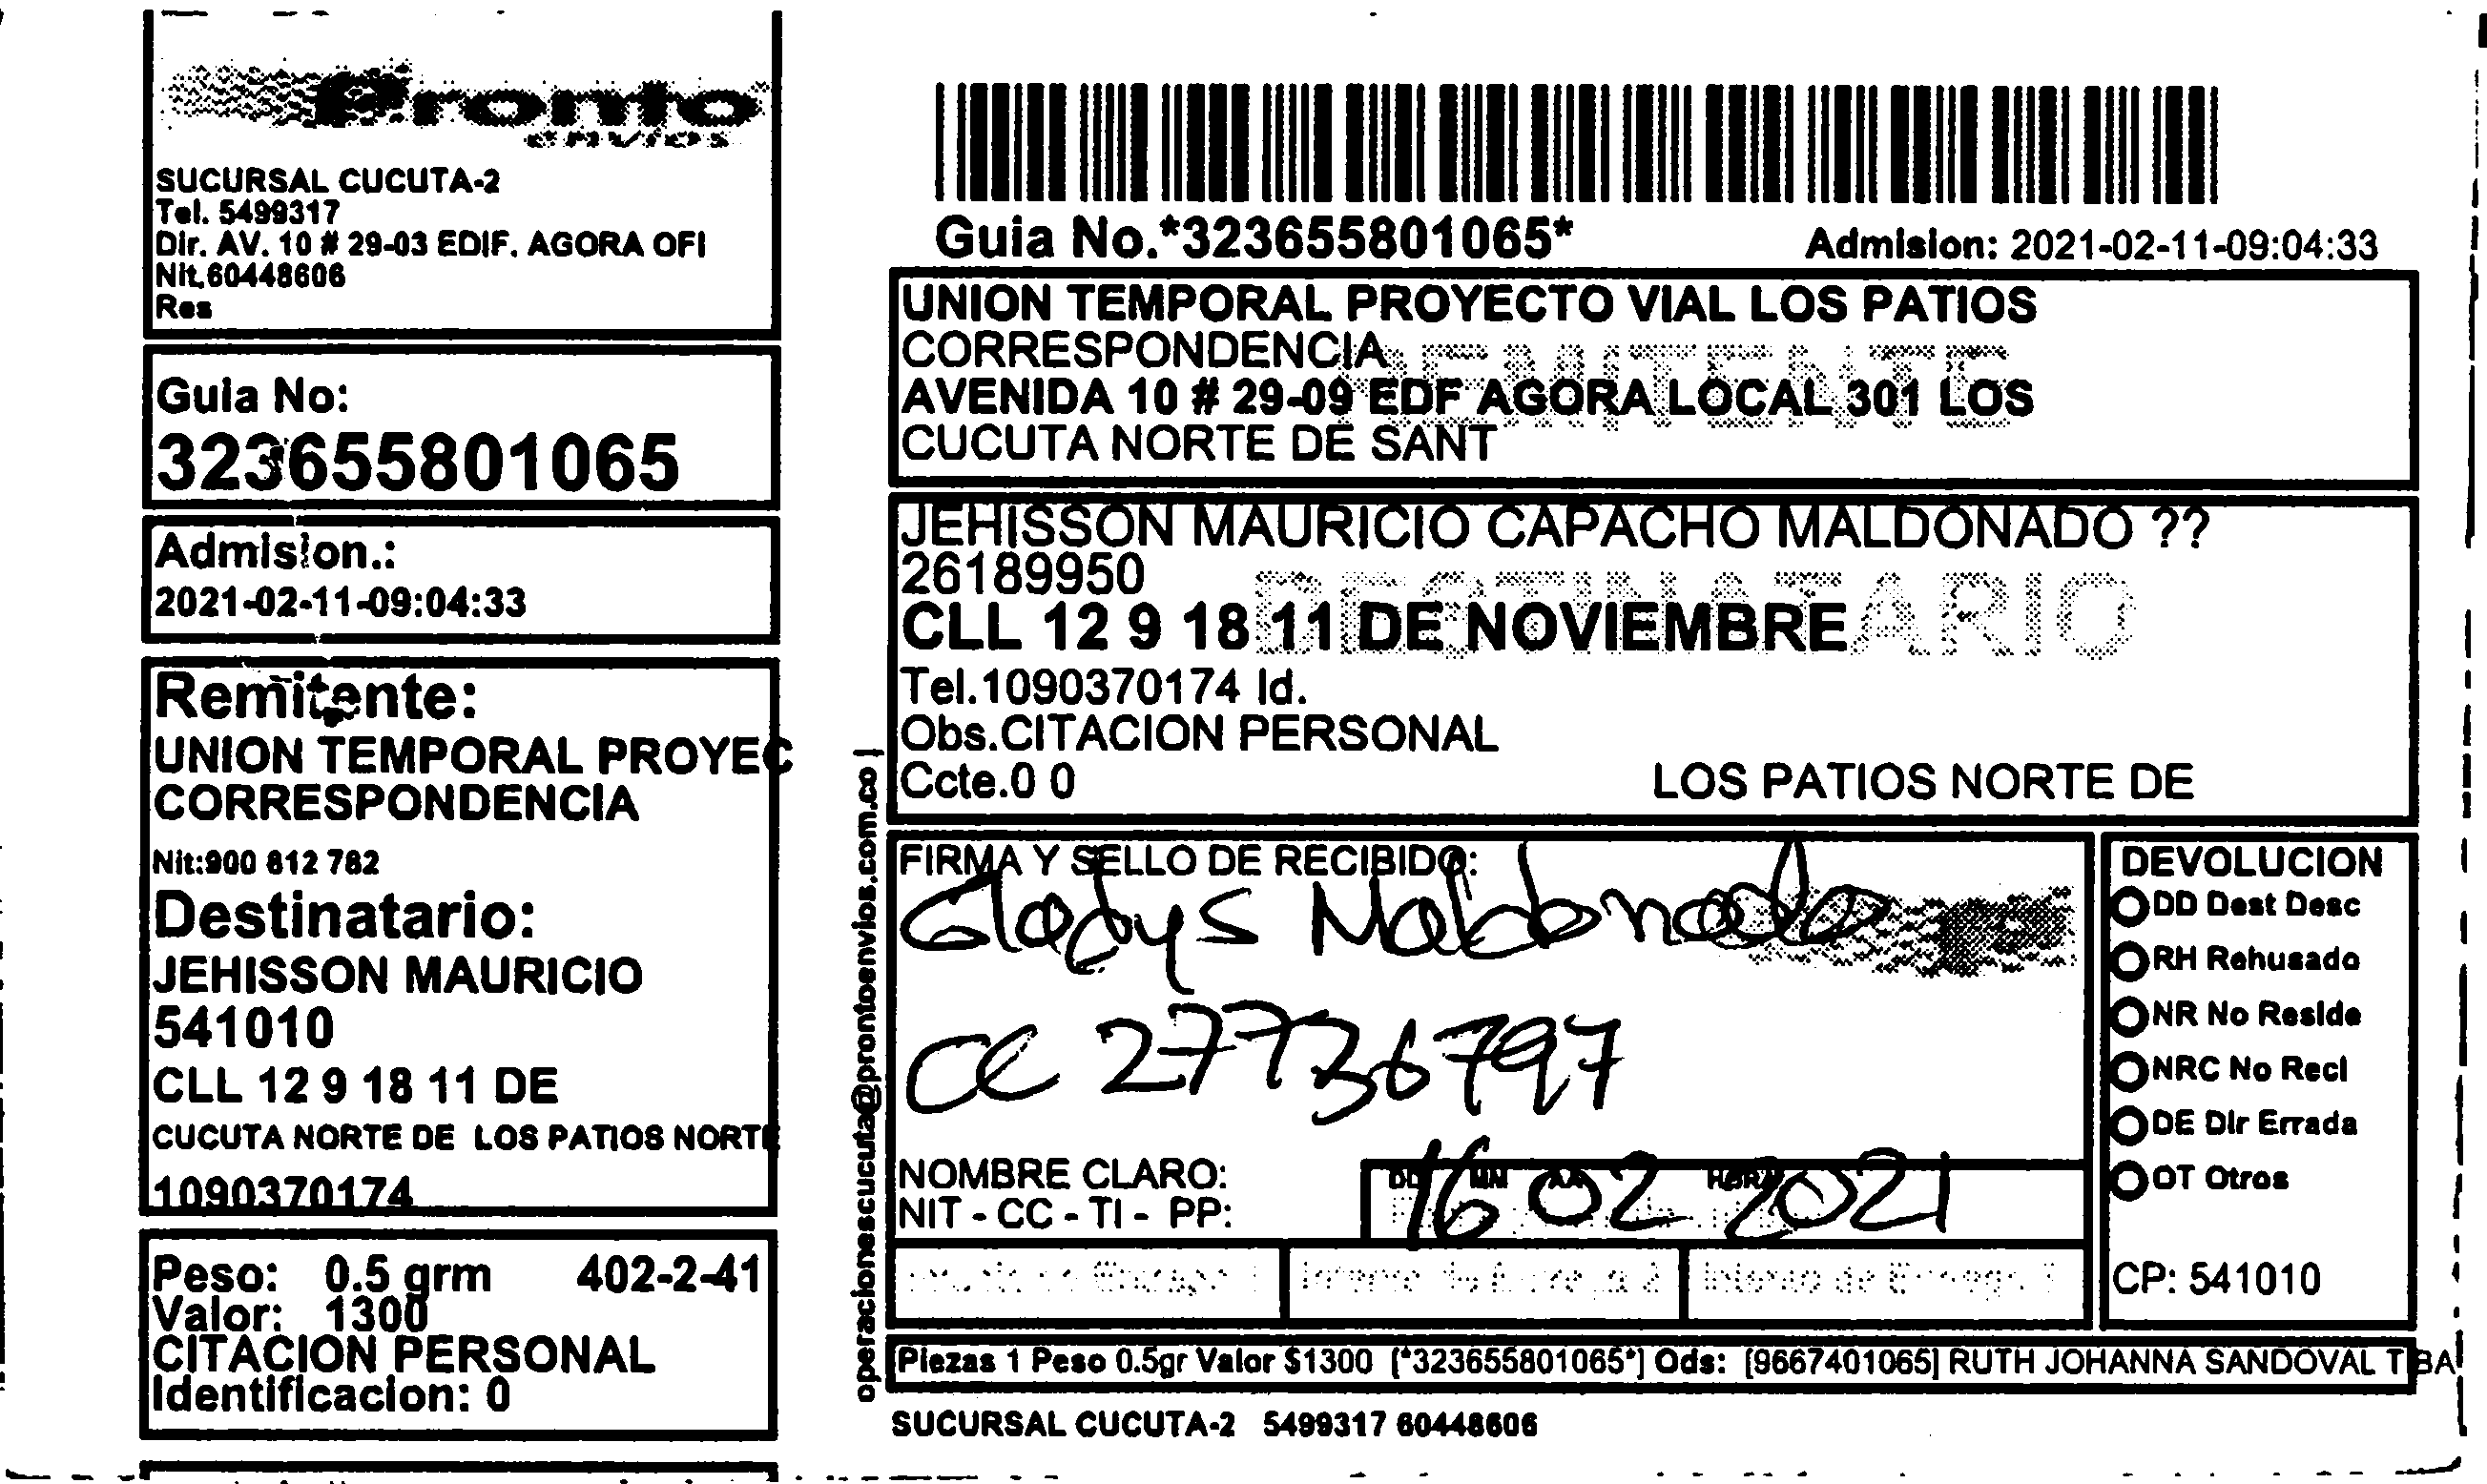 Pronto
envios
SUCURSAL CUCUTA-2
Tel. 5499317
Dir. AV. 10 # 29-03 EDIF. AGORA OFI
Nit.60448606
Res
Guia No:
323655801065
Admision.:
2021-02-11-09:04:33
Remitente:
UNION TEMPORAL PROYEC
CORRESPONDENCIA
Nit:900 812 782
Destinatario:
JEHISSON MAURICIO
541010
CLL 12 9 18 11 DE
CUCUTA NORTE DE LOS PATIOS NORTE
1090370174
Peso: 0.5 grm 402-2-41
Valor: 1300
CITACION PERSONAL
Identificacion: 0
operacionescucuta@prontoenvios.com.co |
Guia No.*323655801065*
Admision: 2021-02-11-09:04:33
UNION TEMPORAL PROYECTO VIAL LOS PATIOS
CORRESPONDENCIA
REMITENTE
AVENIDA 10 # 29-09 EDF AGORA LOCAL 301 LOS
CUCUTA NORTE DE SANT
JEHISSON MAURICIO CAPACHO MALDONADO ??
26189950
DESTINATARIO
CLL 12 9 18 11 DE NOVIEMBRE
Tel.1090370174 Id.
Obs.CITACION PERSONAL
Ccte.0 0
LOS PATIOS NORTE DE
FIRMA Y SELLO DE RECIBIDO:
Gladys Maldonado
CC 27736797
NOMBRE CLARO:
NIT - CC - TI - PP:
DD MM AA HORA
16 02 2021
DEVOLUCION
DD Dest Desc
RH Rehusado
NR No Reside
NRC No Recl
DE Dir Errada
OT Otros
CP: 541010
Piezas 1 Peso 0.5gr Valor $1300 [*323655801065*] Ods: [9667401065] RUTH JOHANNA SANDOVAL TIBA
SUCURSAL CUCUTA-2 5499317 60448606